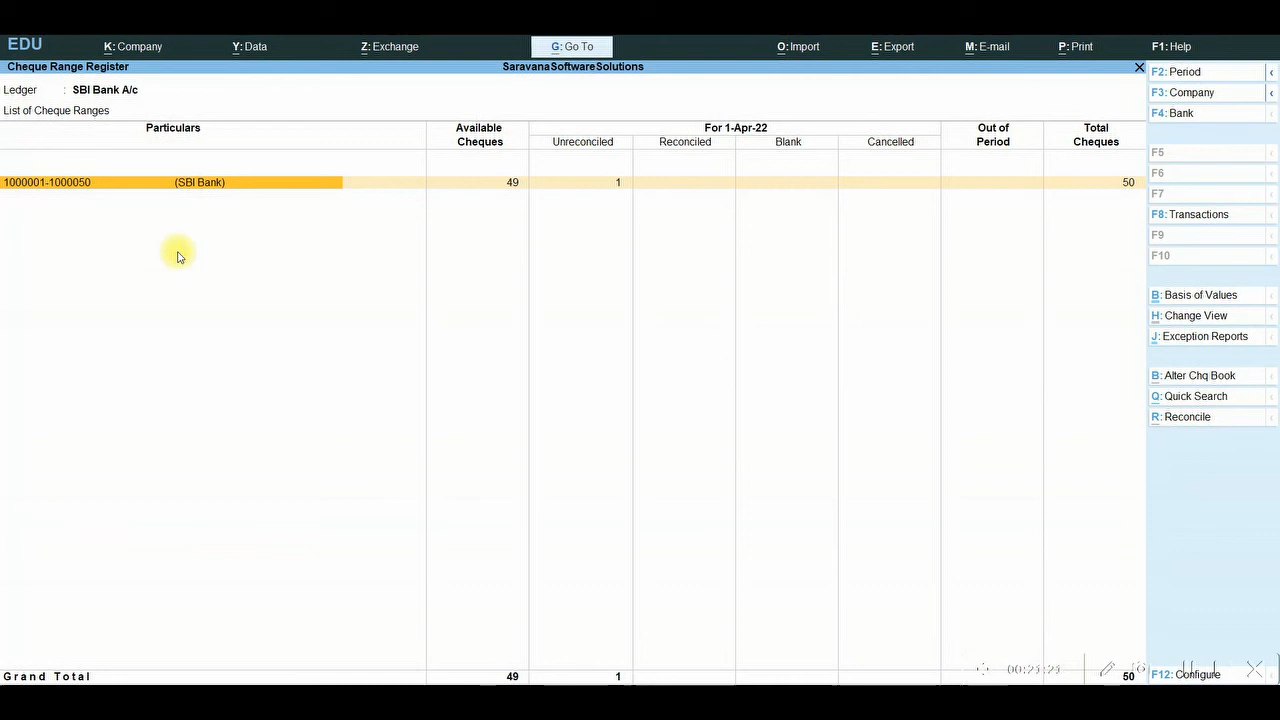 EDU K: Company Y: Data Z: Exchange G: Go To O: Import E: Export M: E-mail P: Print F1: Help
Cheque Range Register SaravanaSoftwareSolutions
Ledger : SBI Bank A/c
List of Cheque Ranges
Particulars Available Cheques For 1-Apr-22 Out of Period Total Cheques
Unreconciled Reconciled Blank Cancelled
1000001-1000050 (SBI Bank) 49 1 50
Grand Total 49 1 50
F2: Period
F3: Company
F4: Bank
F5
F6
F7
F8: Transactions
F9
F10
B: Basis of Values
H: Change View
J: Exception Reports
B: Alter Chq Book
Q: Quick Search
R: Reconcile
F12: Configure